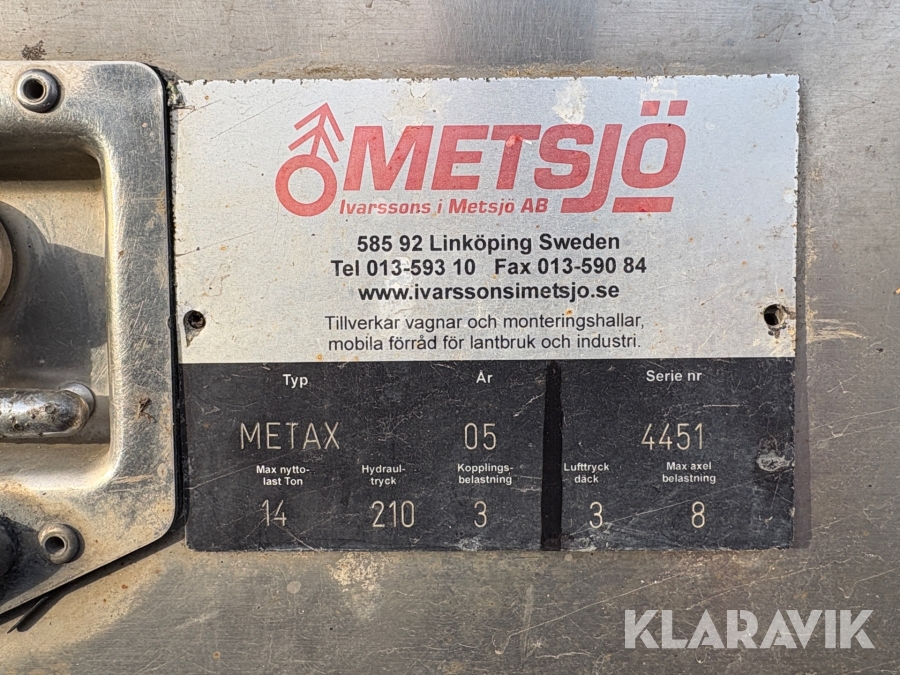 METSJÖ
Ivarssons i Metsjö AB
585 92 Linköping Sweden
Tel 013-593 10 Fax 013-590 84
www.ivarssonsimetsjo.se
Tillverkar vagnar och monteringshallar,
mobila förråd för lantbruk och industri.
Typ År Serie nr
METAX 05 4451
Max nytto- Hydraul- Kopplings- Lufttryck Max axel
last Ton tryck belastning däck belastning
14 210 3 3 8
KLARAVIK